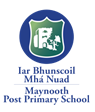 Iar Bhunscoil
Mhá Nuad
Maynooth
Post Primary School